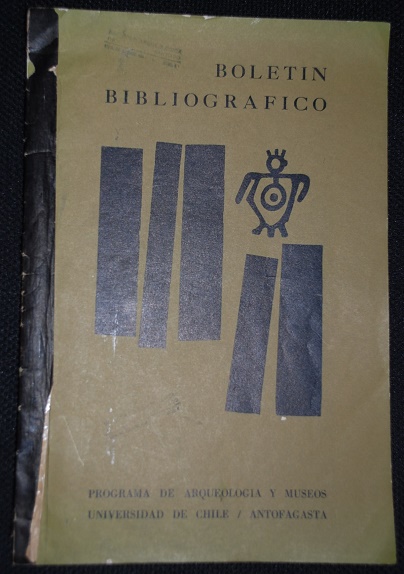 BOLETIN
BIBLIOGRAFICO
PROGRAMA DE ARQUEOLOGIA Y MUSEOS
UNIVERSIDAD DE CHILE / ANTOFAGASTA